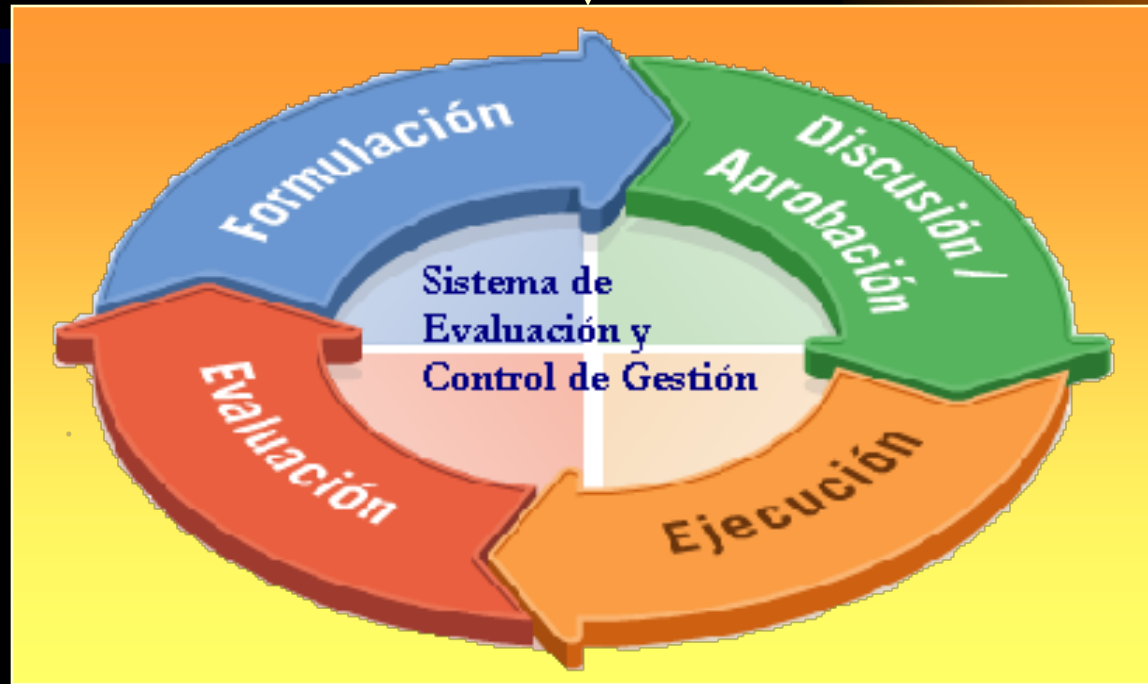 Formulación
Discusión /
Aprobación
Sistema de
Evaluación y
Control de Gestión
Evaluación
Ejecución